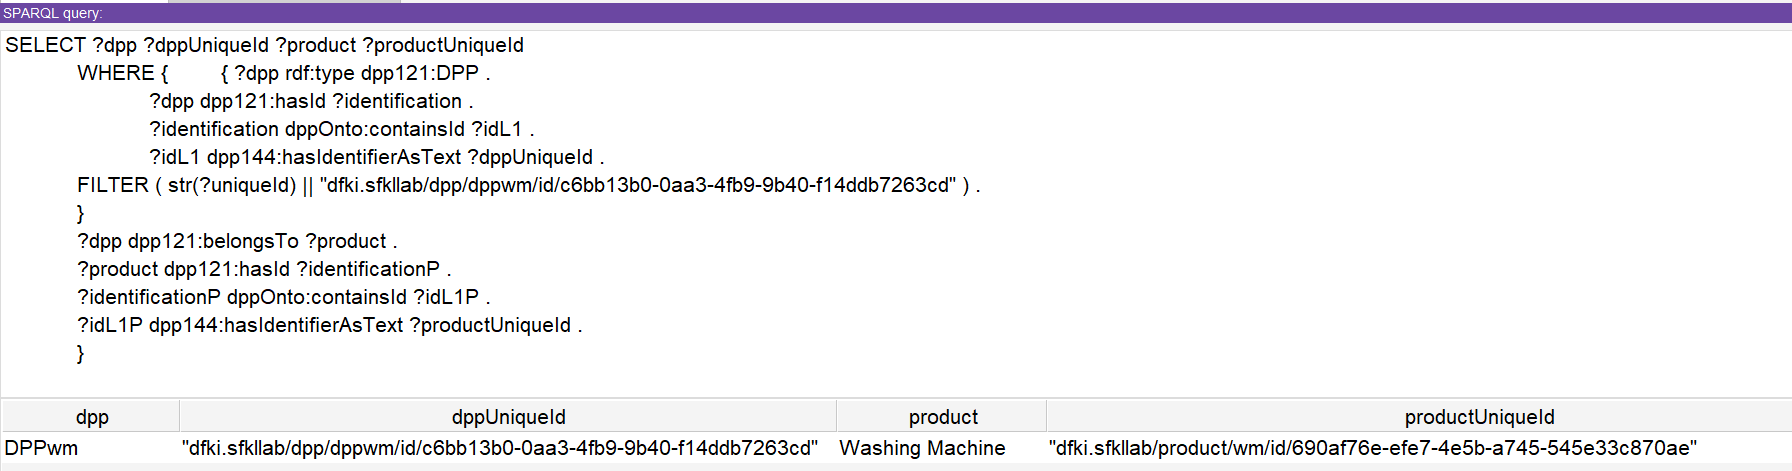 SPARQL query:
SELECT ?dpp ?dppUniqueId ?product ?productUniqueId
WHERE { { ?dpp rdf:type dpp121:DPP .
?dpp dpp121:hasId ?identification .
?identification dppOnto:containsId ?idL1 .
?idL1 dpp144:hasIdentifierAsText ?dppUniqueId .
FILTER ( str(?uniqueId) || "dfki.sfkllab/dpp/dppwm/id/c6bb13b0-0aa3-4fb9-9b40-f14ddb7263cd" ) .
}
?dpp dpp121:belongsTo ?product .
?product dpp121:hasId ?identificationP .
?identificationP dppOnto:containsId ?idL1P .
?idL1P dpp144:hasIdentifierAsText ?productUniqueId .
}
dpp dppUniqueId product productUniqueId
DPPwm "dfki.sfkllab/dpp/dppwm/id/c6bb13b0-0aa3-4fb9-9b40-f14ddb7263cd" Washing Machine "dfki.sfkllab/product/wm/id/690af76e-efe7-4e5b-a745-545e33c870ae"